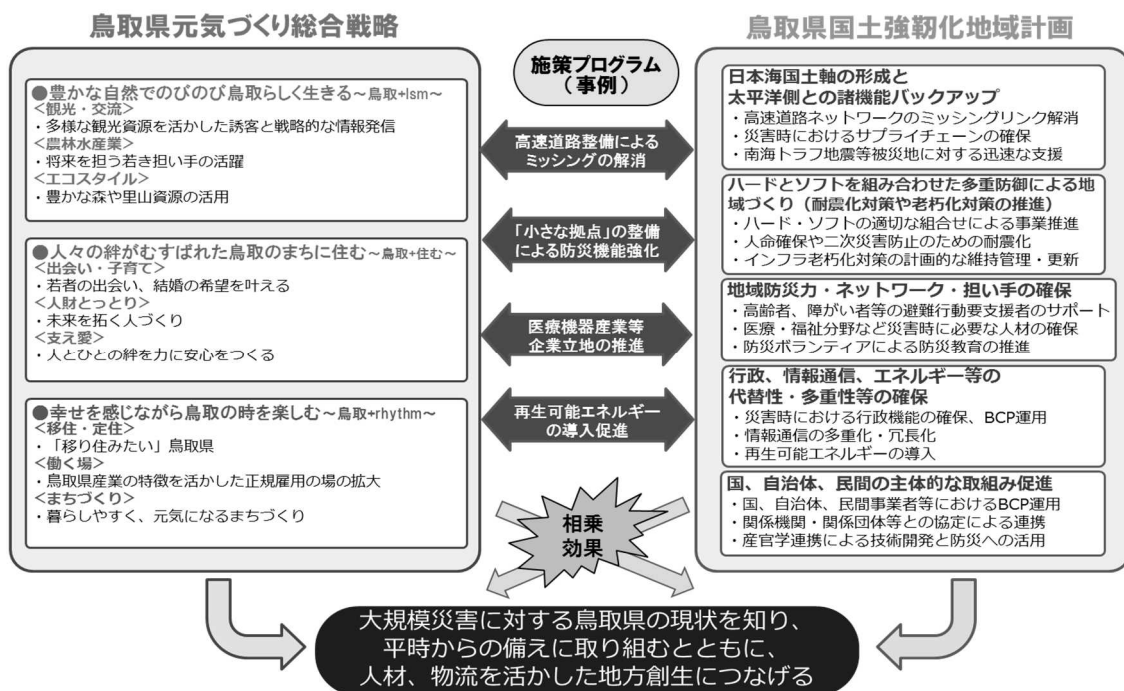 鳥取県元気づくり総合戦略
●豊かな自然でのびのび鳥取らしく生きる～鳥取+Ism～
<観光・交流>
・多様な観光資源を活かした誘客と戦略的な情報発信
<農林水産業>
・将来を担う若き担い手の活躍
<エコスタイル>
・豊かな森や里山資源の活用
●人々の絆がむすばれた鳥取のまちに住む～鳥取+住む～
<出会い・子育て>
・若者の出会い、結婚の希望を叶える
<人財とっとり>
・未来を拓く人づくり
<支え愛>
・人とひとの絆を力に安心をつくる
●幸せを感じながら鳥取の時を楽しむ～鳥取+rhythm～
<移住・定住>
・「移り住みたい」鳥取県
<働く場>
・鳥取県産業の特徴を活かした正規雇用の場の拡大
<まちづくり>
・暮らしやすく、元気になるまちづくり
施策プログラム
（事例）
高速道路整備による
ミッシングの解消
「小さな拠点」の整備
による防災機能強化
医療機器産業等
企業立地の推進
再生可能エネルギー
の導入促進
相乗
効果
鳥取県国土強靭化地域計画
日本海国土軸の形成と
太平洋側との諸機能バックアップ
・高速道路ネットワークのミッシングリンク解消
・災害時におけるサプライチェーンの確保
・南海トラフ地震等被災地に対する迅速な支援
ハードとソフトを組み合わせた多重防御による地
域づくり（耐震化対策や老朽化対策の推進）
・ハード・ソフトの適切な組合せによる事業推進
・人命確保や二次災害防止のための耐震化
・インフラ老朽化対策の計画的な維持管理・更新
地域防災力・ネットワーク・担い手の確保
・高齢者、障がい者等の避難行動要支援者のサポート
・医療・福祉分野など災害時に必要な人材の確保
・防災ボランティアによる防災教育の推進
行政、情報通信、エネルギー等の
代替性・多重性等の確保
・災害時における行政機能の確保、BCP運用
・情報通信の多重化・冗長化
・再生可能エネルギーの導入
国、自治体、民間の主体的な取組み促進
・国、自治体、民間事業者等におけるBCP運用
・関係機関・関係団体等との協定による連携
・産官学連携による技術開発と防災への活用
大規模災害に対する鳥取県の現状を知り、
平時からの備えに取り組むとともに、
人材、物流を活かした地方創生につなげる